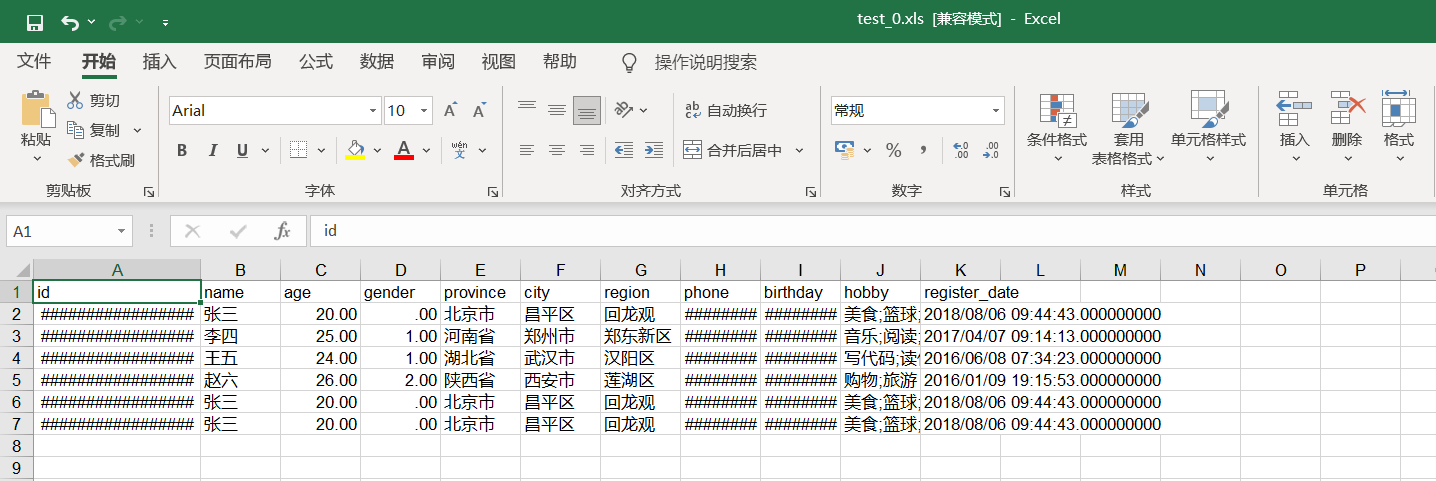 test_0.xls [兼容模式] - Excel
文件 开始 插入 页面布局 公式 数据 审阅 视图 帮助 操作说明搜索
粘贴 剪切 复制 格式刷 剪贴板
Arial 10 A A
B I U A wén 文
字体
ab c 自动换行
合并后居中
对齐方式
常规
% , .0 .00 .00 .0
数字
条件格式 套用 表格格式 单元格样式
样式
插入 删除 格式
单元格
A1 fx id
A B C D E F G H I J K L M N O P
1 id name age gender province city region phone birthday hobby register_date
2 ################# 张三 20.00 .00 北京市 昌平区 回龙观 ######## ######## 美食;篮球; 2018/08/06 09:44:43.000000000
3 ################# 李四 25.00 1.00 河南省 郑州市 郑东新区 ######## ######## 音乐;阅读; 2017/04/07 09:14:13.000000000
4 ################# 王五 24.00 1.00 湖北省 武汉市 汉阳区 ######## ######## 写代码;读 2016/06/08 07:34:23.000000000
5 ################# 赵六 26.00 2.00 陕西省 西安市 莲湖区 ######## ######## 购物;旅游 2016/01/09 19:15:53.000000000
6 ################# 张三 20.00 .00 北京市 昌平区 回龙观 ######## ######## 美食;篮球; 2018/08/06 09:44:43.000000000
7 ################# 张三 20.00 .00 北京市 昌平区 回龙观 ######## ######## 美食;篮球; 2018/08/06 09:44:43.000000000
8
9